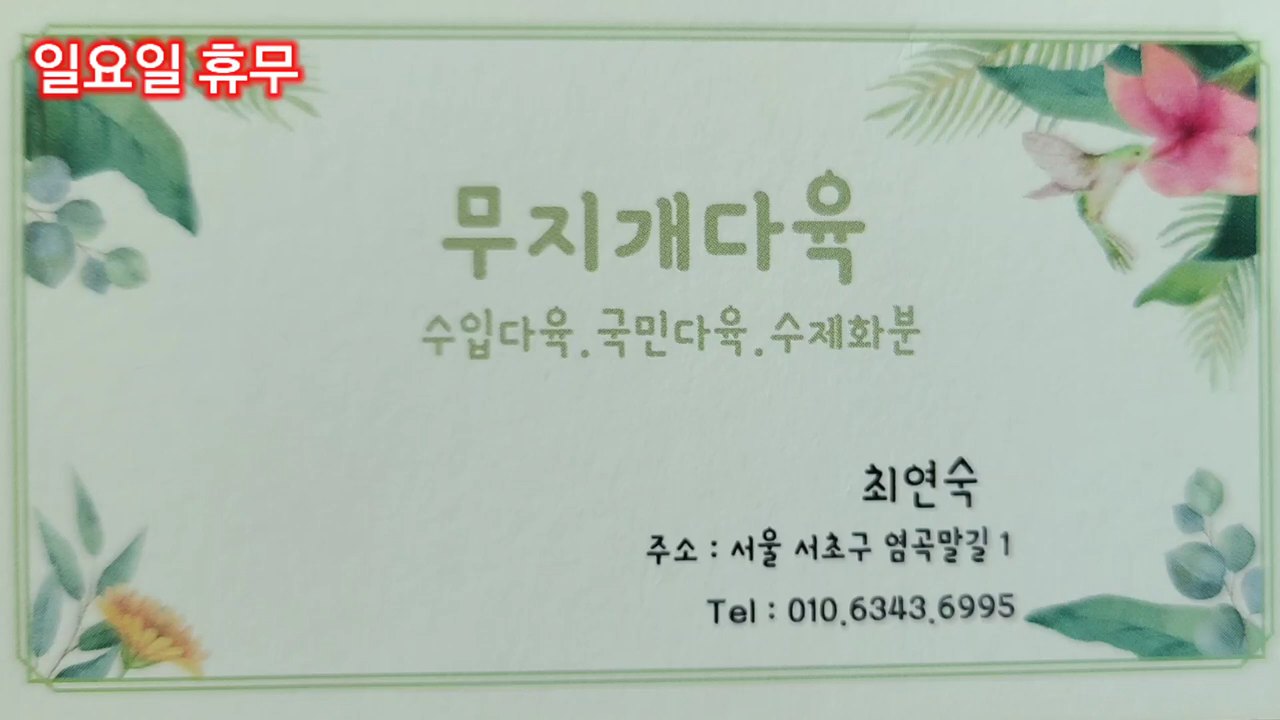 일요일 휴무
무지개다육
수입다육.국민다육.수제화분
최연숙
주소 : 서울 서초구 염곡말길 1
Tel : 010.6343.6995